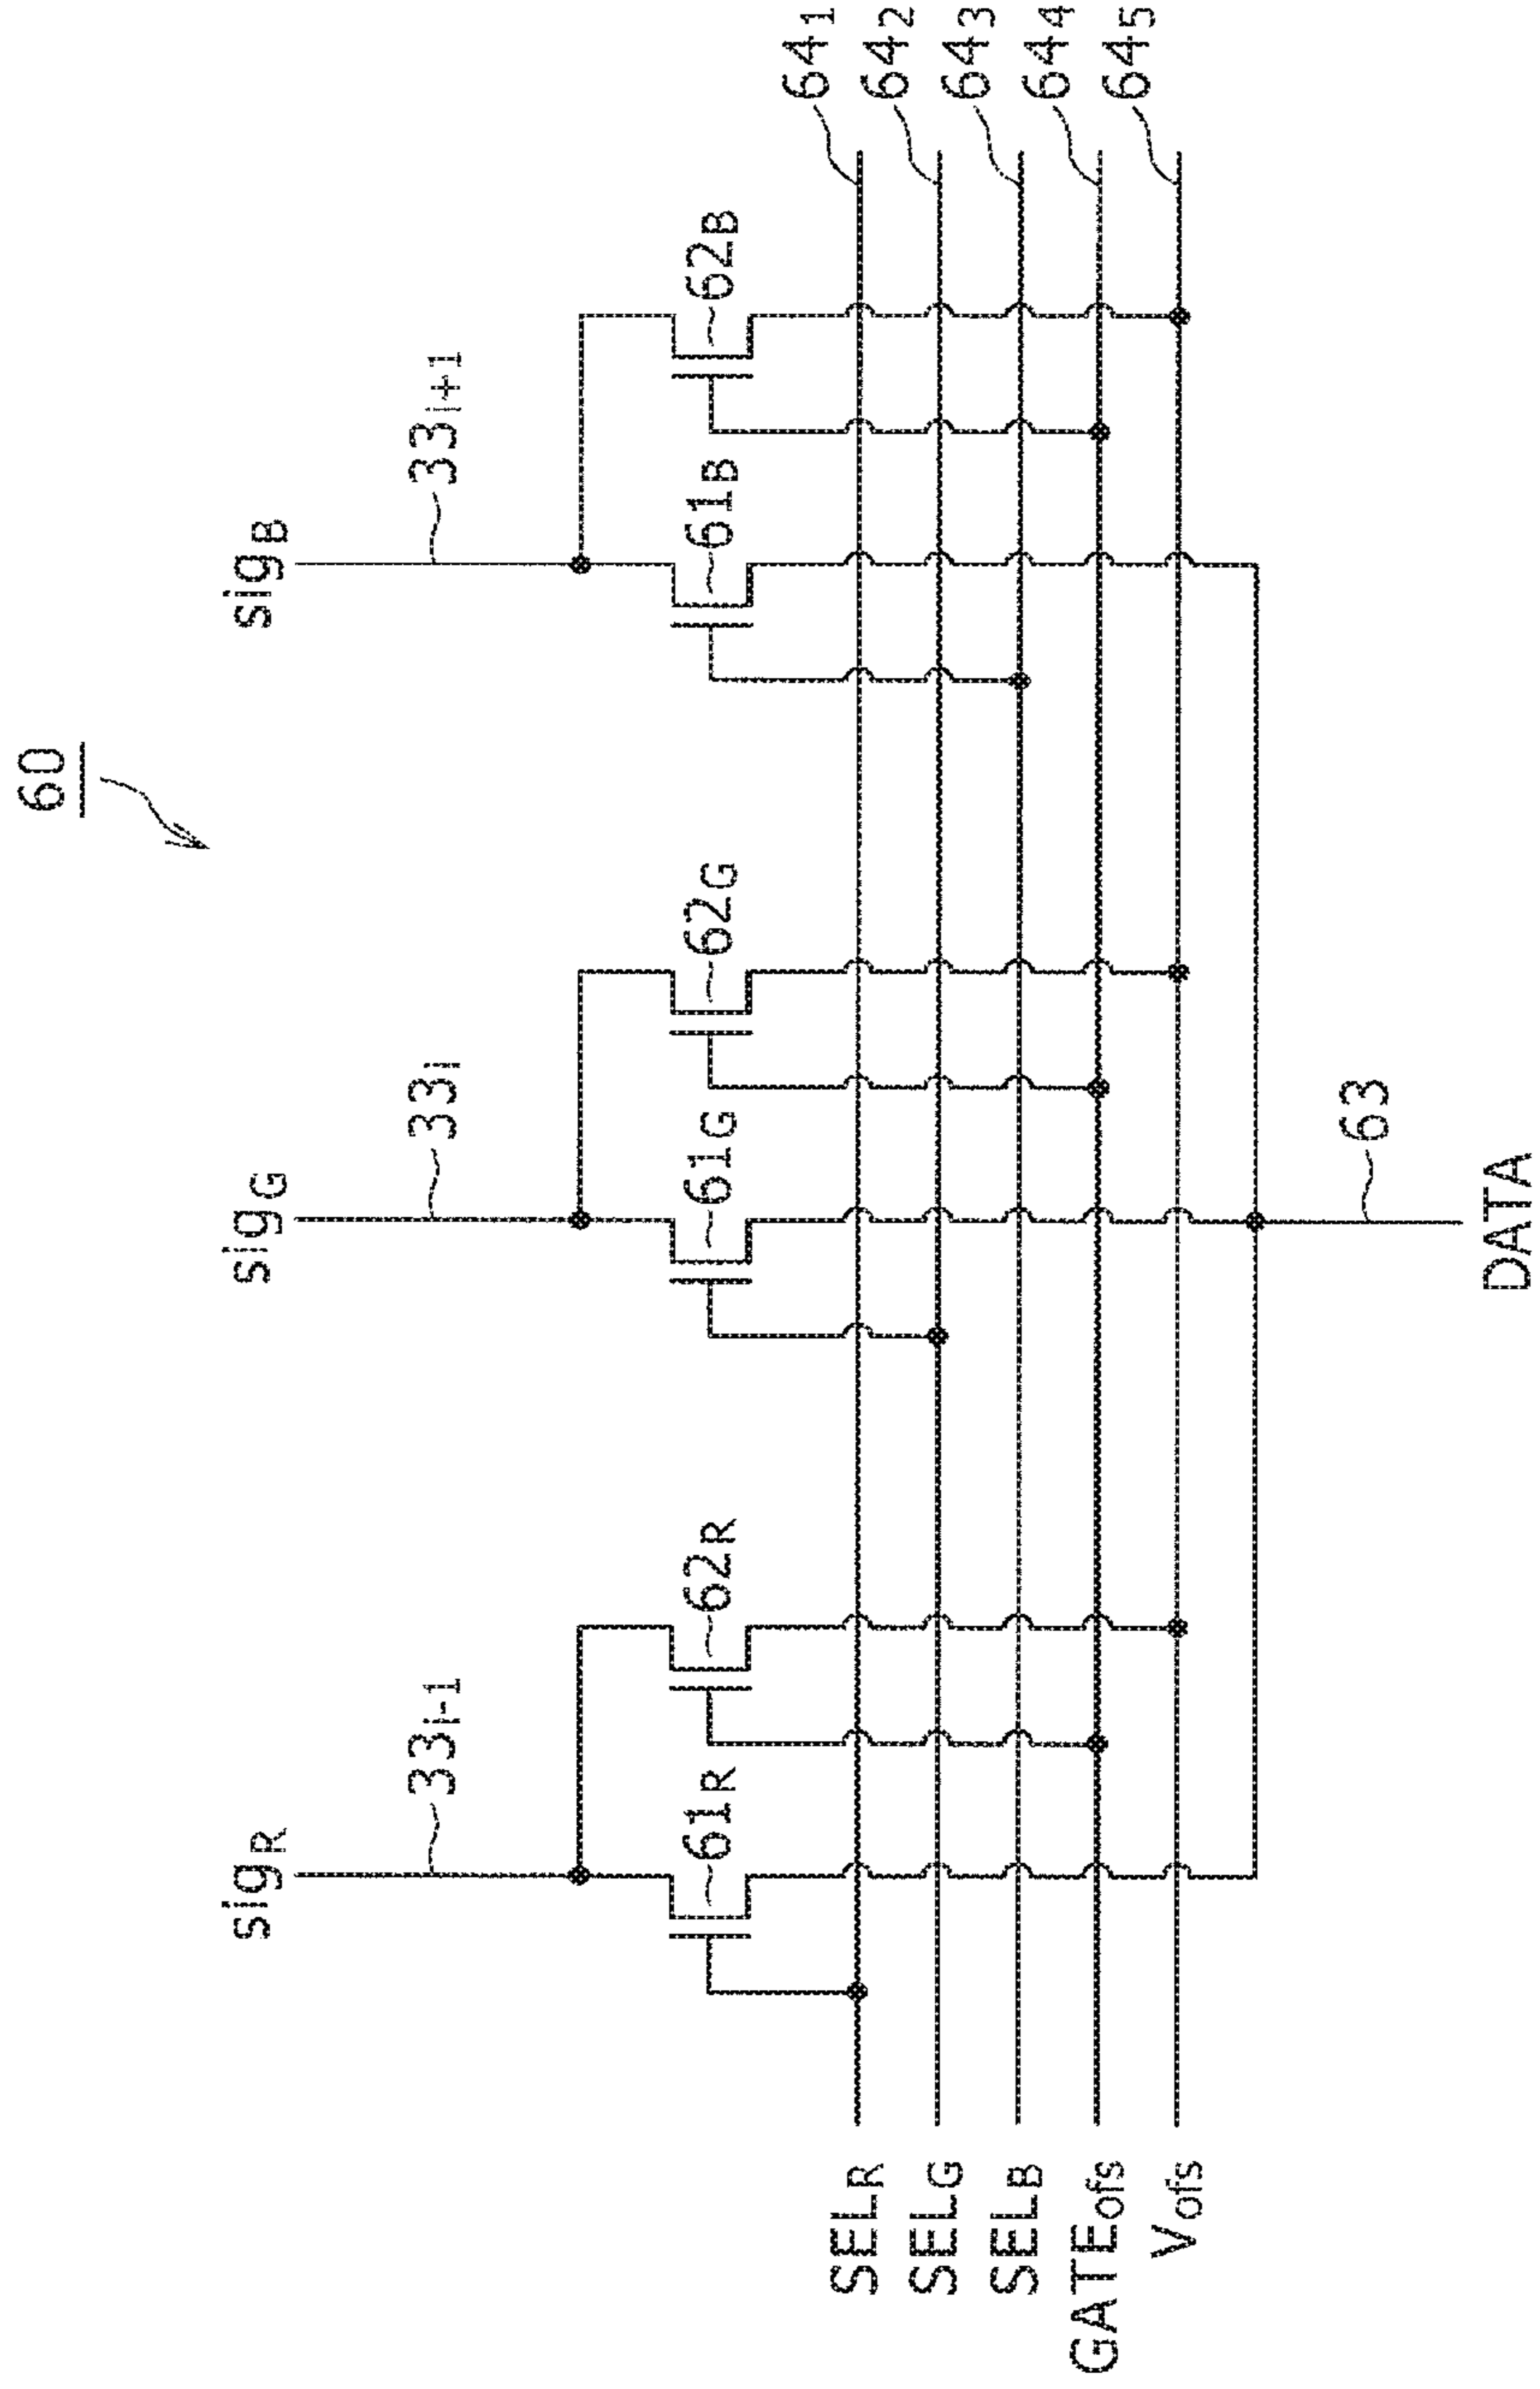 60
sigR sigG sigB
33i-1 33i 33i+1
61R 62R 61G 62G 61B 62B
SELR 641
SELG 642
SELB 643
GATEofs 644
Vofs 645
63
DATA